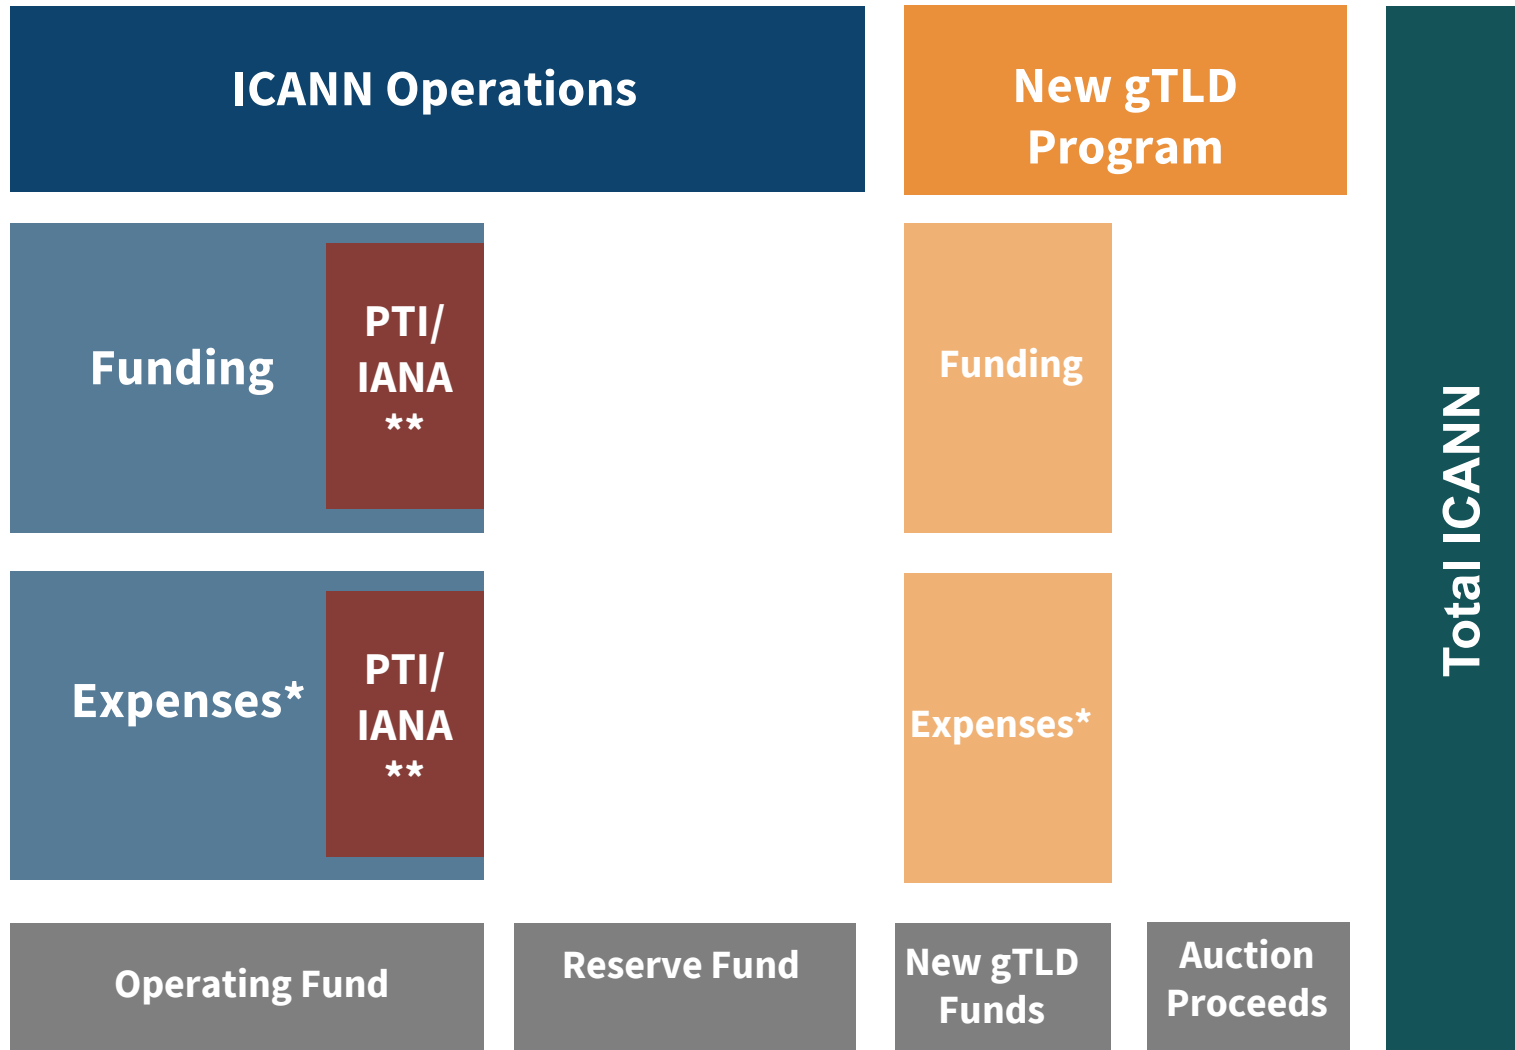 ICANN Operations
New gTLD
Program
Funding
PTI/
IANA
**
Funding
Expenses*
PTI/
IANA
**
Expenses*
Operating Fund
Reserve Fund
New gTLD
Funds
Auction
Proceeds
Total ICANN